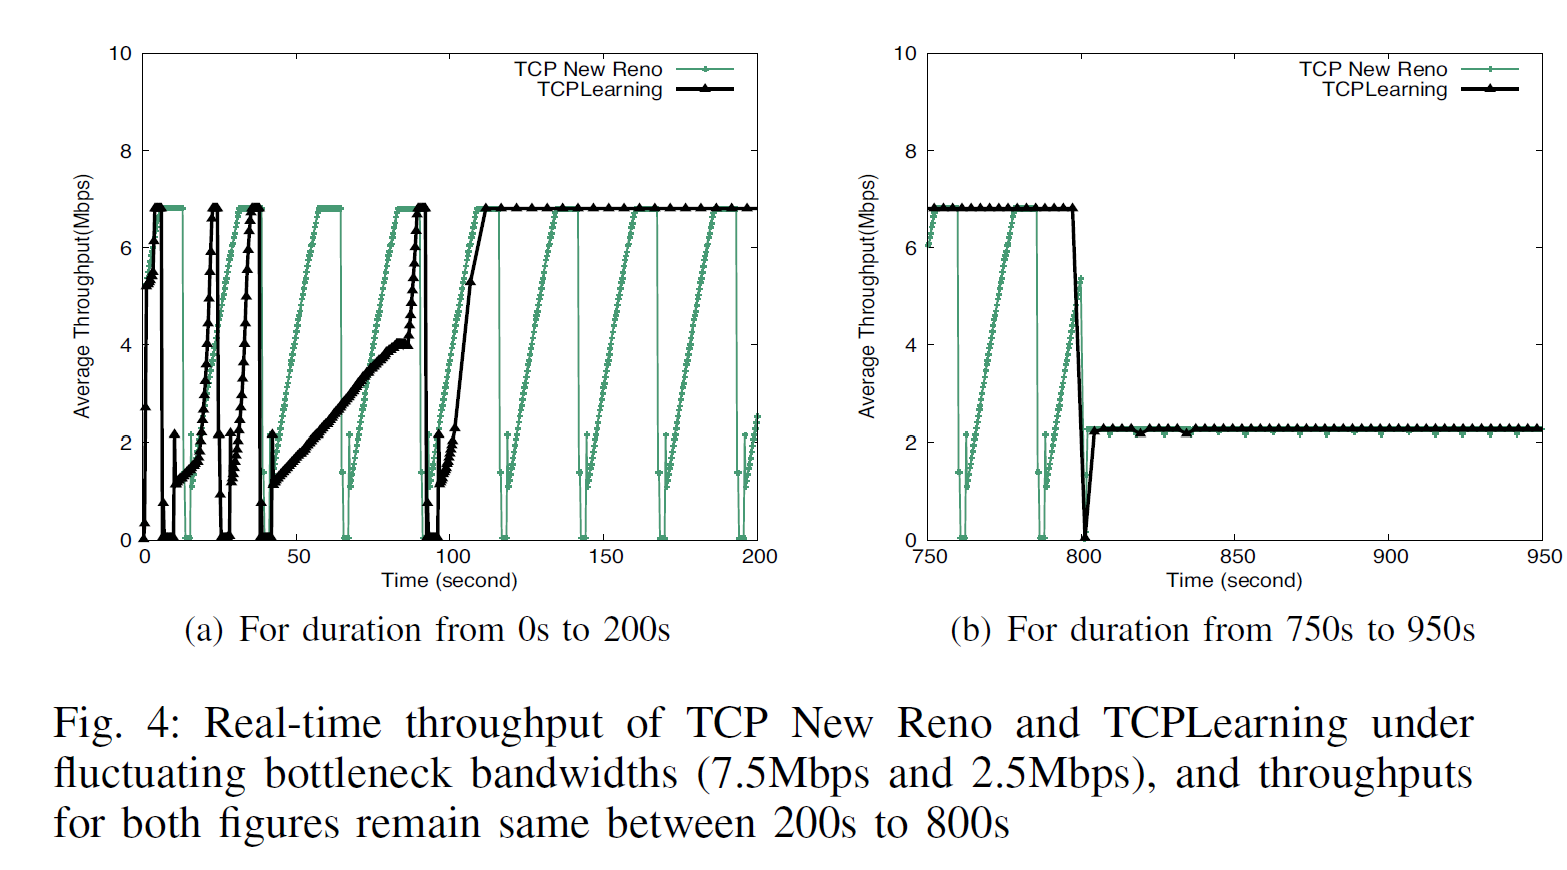 10
8
6
4
2
0
Average Throughput(Mbps)
TCP New Reno
TCPLearning
0 50 100 150 200
Time (second)
(a) For duration from 0s to 200s
10
8
6
4
2
0
Average Throughput(Mbps)
TCP New Reno
TCPLearning
750 800 850 900 950
Time (second)
(b) For duration from 750s to 950s
Fig. 4: Real-time throughput of TCP New Reno and TCPLearning under
fluctuating bottleneck bandwidths (7.5Mbps and 2.5Mbps), and throughputs
for both figures remain same between 200s to 800s